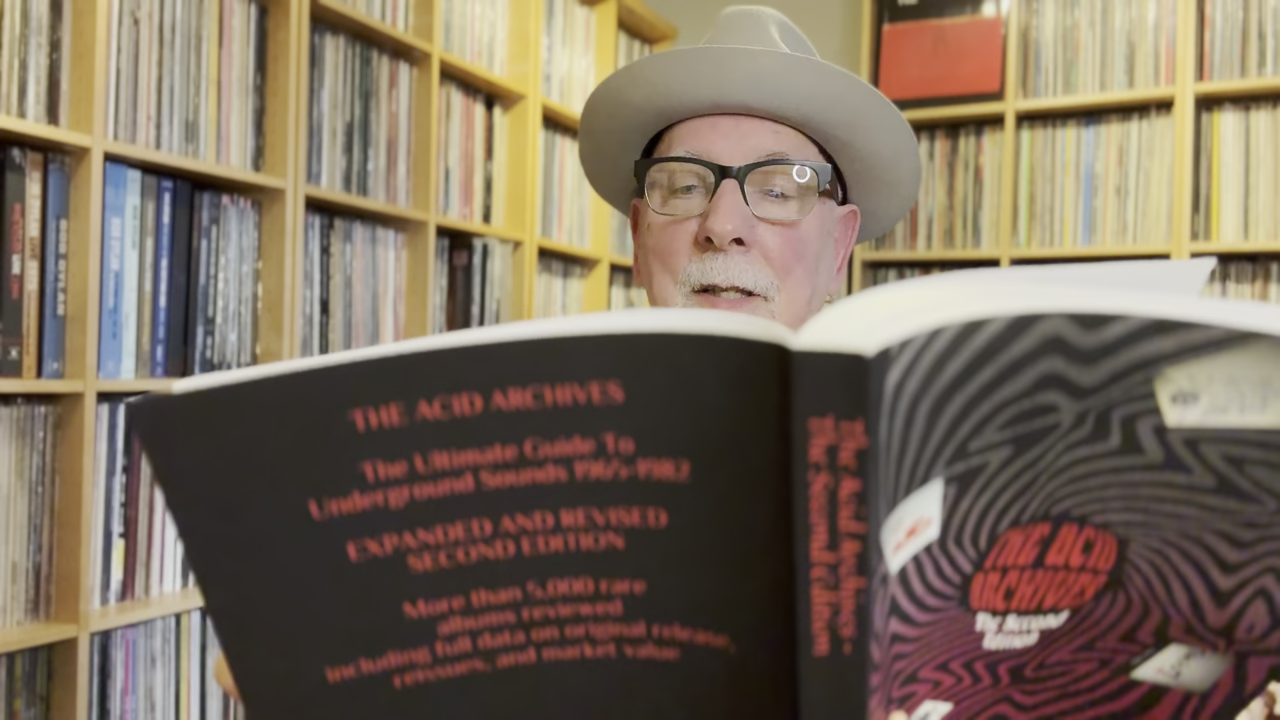 THE ACID ARCHIVES
The Ultimate Guide To
Underground Sounds 1965-1982
EXPANDED AND REVISED
SECOND EDITION
More than 5,000 rare
albums reviewed
including full data on original release,
reissues, and market value
The Acid Archives -
The Second Edition
THE ACID
ARCHIVES
The Second
Edition